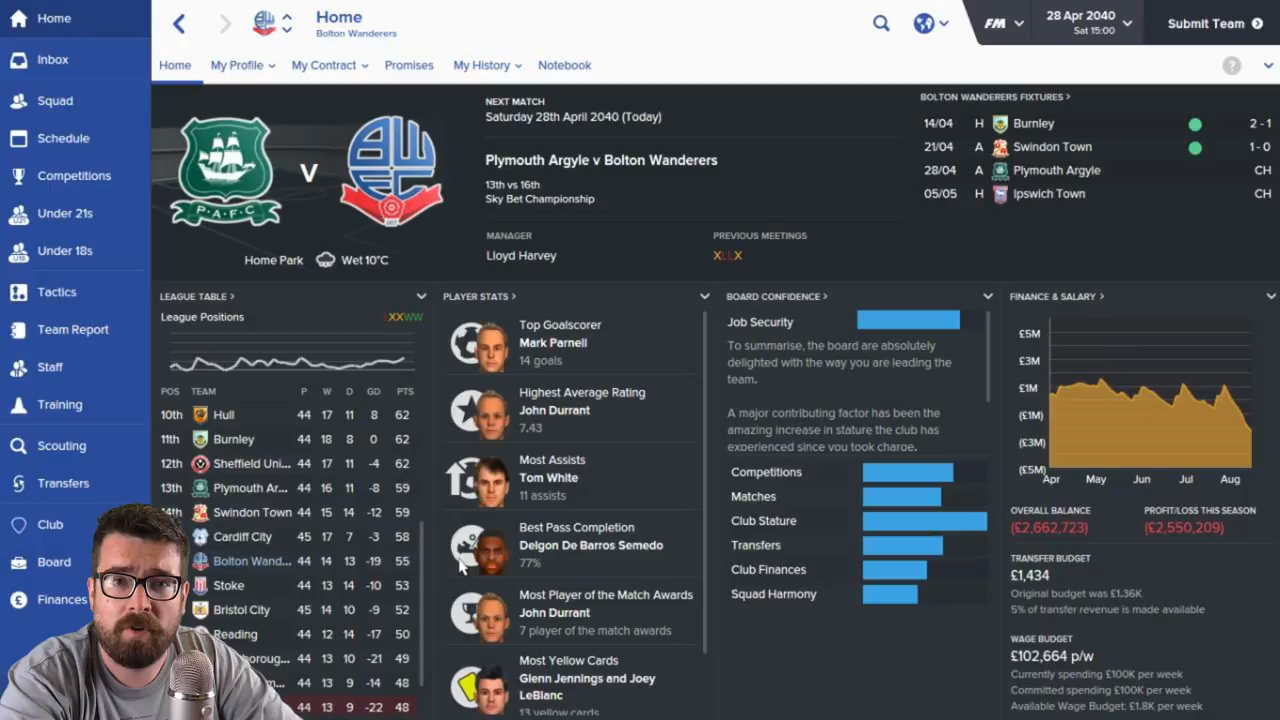 Home
Inbox
Squad
Schedule
Competitions
Under 21s
Under 18s
Tactics
Team Report
Staff
Training
Scouting
Transfers
Club
Board
Finances
Home
Bolton Wanderers
FM
28 Apr 2040
Sat 15:00
Submit Team
Home My Profile My Contract Promises My History Notebook
?
P.A.F.C
V
NEXT MATCH
Saturday 28th April 2040 (Today)
Plymouth Argyle v Bolton Wanderers
13th vs 16th
Sky Bet Championship
MANAGER
Lloyd Harvey
PREVIOUS MEETINGS
XLLX
Home Park Wet 10°C
BOLTON WANDERERS FIXTURES >
14/04 H Burnley 2 - 1
21/04 A Swindon Town 1 - 0
28/04 A Plymouth Argyle CH
05/05 H Ipswich Town CH
LEAGUE TABLE >
League Positions LXXWW
POS TEAM P W D GD PTS
10th Hull 44 17 11 8 62
11th Burnley 44 18 8 0 62
12th Sheffield Uni... 44 17 11 -4 62
13th Plymouth Ar... 44 16 11 -8 59
14th Swindon Town 44 15 14 -12 59
Cardiff City 45 17 7 -3 58
Bolton Wand... 44 14 13 -19 55
Stoke 44 13 14 -10 53
Bristol City 45 14 10 -9 52
Reading 44 12 14 -17 50
44 13 10 -21 49
44 13 9 -14 48
44 13 9 -22 48
PLAYER STATS >
Top Goalscorer
Mark Parnell
14 goals
Highest Average Rating
John Durrant
7.43
Most Assists
Tom White
11 assists
Best Pass Completion
Delgon De Barros Semedo
77%
Most Player of the Match Awards
John Durrant
7 player of the match awards
Most Yellow Cards
Glenn Jennings and Joey
LeBlanc
13 yellow cards
BOARD CONFIDENCE >
Job Security
To summarise, the board are absolutely
delighted with the way you are leading the
team.
A major contributing factor has been the
amazing increase in stature the club has
experienced since you took charge.
Competitions
Matches
Club Stature
Transfers
Club Finances
Squad Harmony
FINANCE & SALARY >
£5M
£3M
£1M
(£1M)
(£3M)
(£5M)
Apr May Jun Jul Aug
OVERALL BALANCE
(£2,662,723)
PROFIT/LOSS THIS SEASON
(£2,550,209)
TRANSFER BUDGET
£1,434
Original budget was £1.36K
5% of transfer revenue is made available
WAGE BUDGET
£102,664 p/w
Currently spending £100K per week
Committed spending £100K per week
Available Wage Budget: £1.8K per week